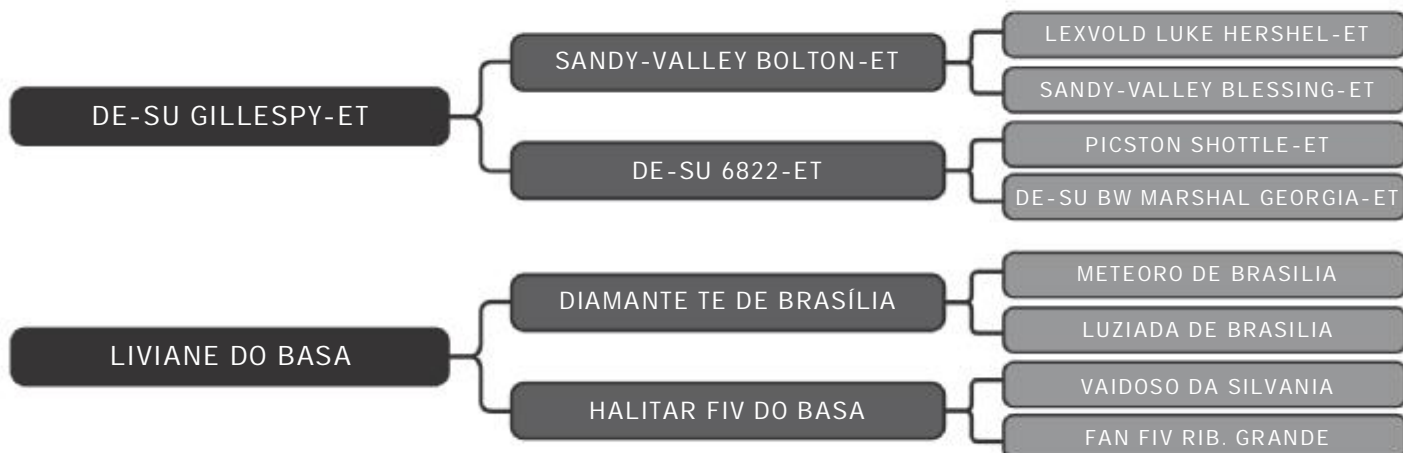 LEXVOLD LUKE HERSHEL-ET
SANDY-VALLEY BOLTON-ET
SANDY-VALLEY BLESSING-ET
DE-SU GILLESPY-ET
PICSTON SHOTTLE-ET
DE-SU 6822-ET
DE-SU BW MARSHAL GEORGIA-ET
METEORO DE BRASILIA
DIAMANTE TE DE BRASÍLIA
LUZIADA DE BRASILIA
LIVIANE DO BASA
VAIDOSO DA SILVANIA
HALITAR FIV DO BASA
FAN FIV RIB. GRANDE